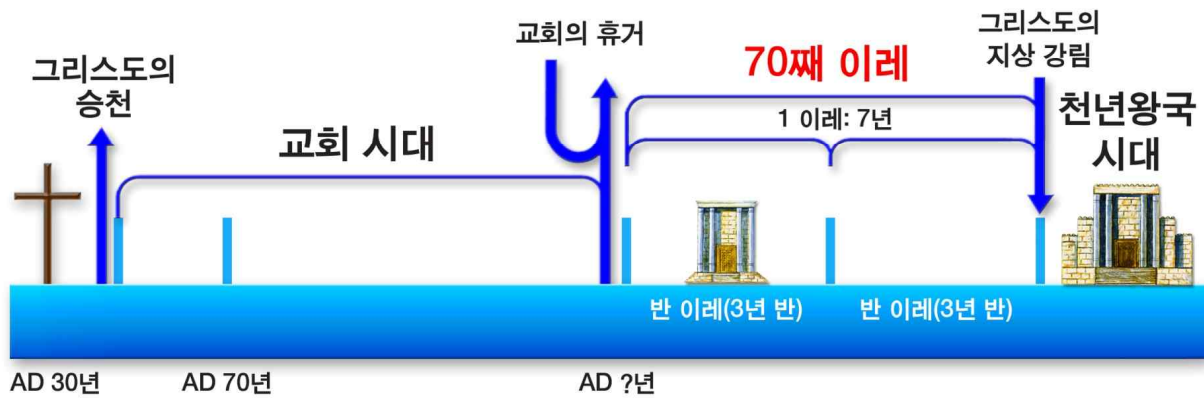 그리스도의
승천
교회 시대
교회의 휴거
70째 이레
1 이레: 7년
그리스도의
지상 강림
천년왕국
시대
반 이레(3년 반)
반 이레(3년 반)
AD 30년
AD 70년
AD ?년